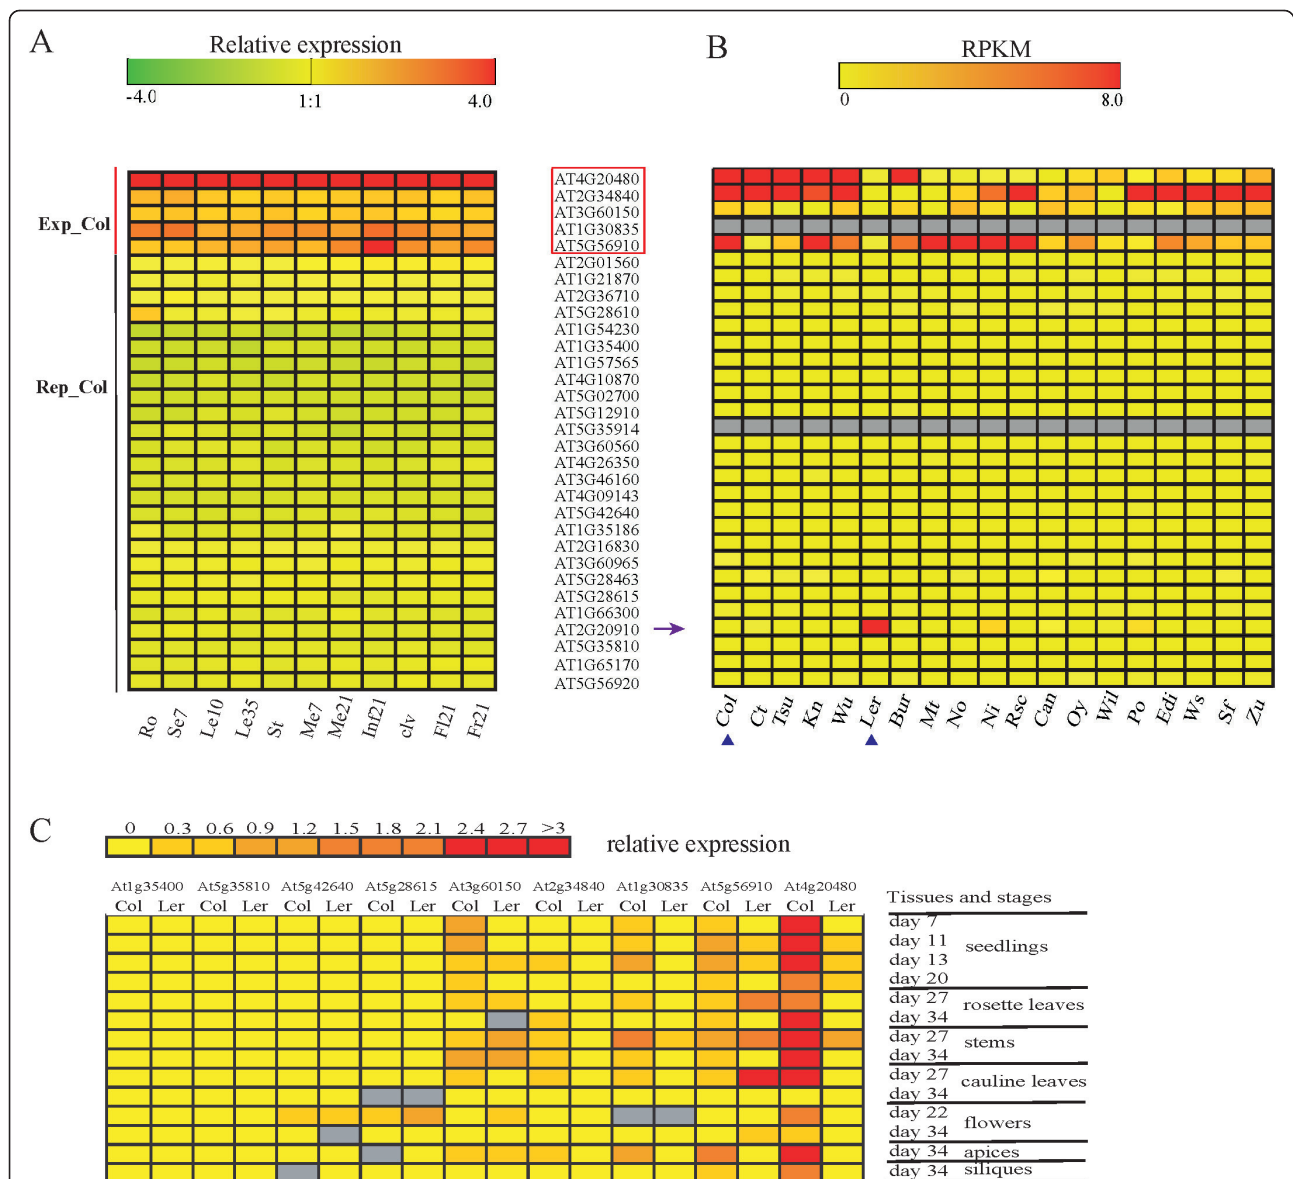 A
Relative expression
-4.0
1:1
4.0
B
RPKM
0
8.0
Exp_Col
Rep_Col
AT4G20480
AT2G34840
AT3G60150
AT1G30835
AT5G56910
AT2G01560
AT1G21870
AT2G36710
AT5G28610
AT1G54230
AT1G35400
AT1G57565
AT4G10870
AT5G02700
AT5G12910
AT5G35914
AT3G60560
AT4G26350
AT3G46160
AT4G09143
AT5G42640
AT1G35186
AT2G16830
AT3G60965
AT5G28463
AT5G28615
AT1G66300
AT2G20910
AT5G35810
AT1G65170
AT5G56920
Ro Se7 Le10 Le35 St Me7 Me21 Inf21 clv Fl21 Fr21
Col Ct Tsu Kn Wu Ler Bur Mt No Ni Rsc Can Oy Wil Po Edi Ws Sf Zu
C
0 0.3 0.6 0.9 1.2 1.5 1.8 2.1 2.4 2.7 >3
relative expression
At1g35400 At5g35810 At5g42640 At5g28615 At3g60150 At2g34840 At1g30835 At5g56910 At4g20480
Col Ler Col Ler Col Ler Col Ler Col Ler Col Ler Col Ler Col Ler Col Ler
Tissues and stages
day 7
day 11
seedlings
day 13
day 20
day 27
rosette leaves
day 34
day 27
stems
day 34
day 27
cauline leaves
day 34
day 22
flowers
day 34
day 34 apices
day 34 siliques